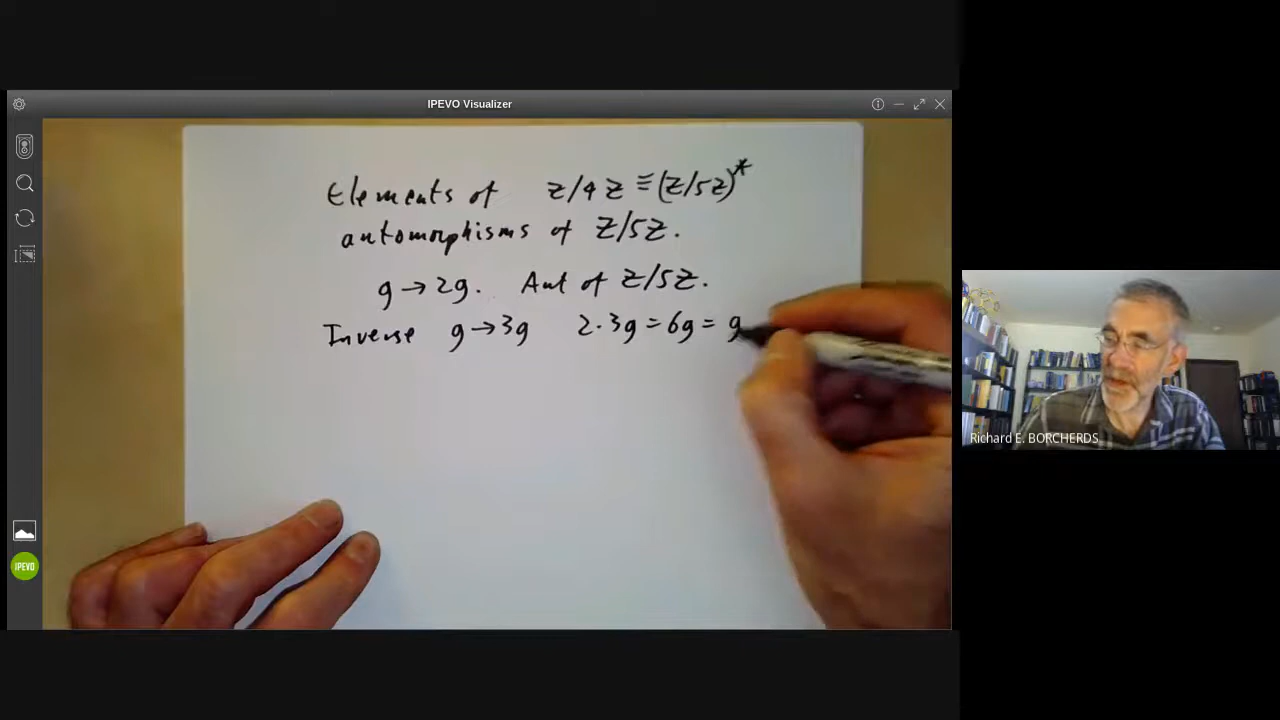 IPEVO Visualizer
Elements of Z/4Z ≡ (Z/5Z)*
automorphisms of Z/5Z.
g → 2g. Aut of Z/5Z.
Inverse g → 3g 2·3g = 6g = g
Richard E. BORCHERDS
IPEVO